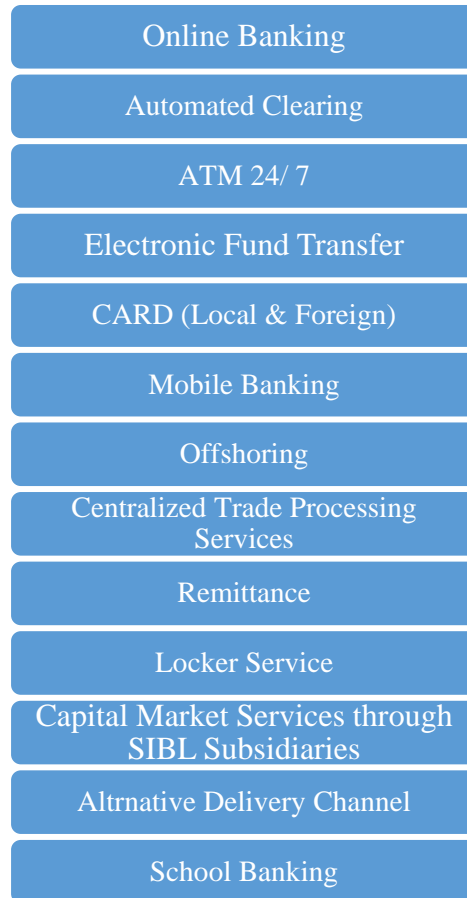 Online Banking
Automated Clearing
ATM 24/ 7
Electronic Fund Transfer
CARD (Local & Foreign)
Mobile Banking
Offshoring
Centralized Trade Processing
Services
Remittance
Locker Service
Capital Market Services through
SIBL Subsidiaries
Altrnative Delivery Channel
School Banking